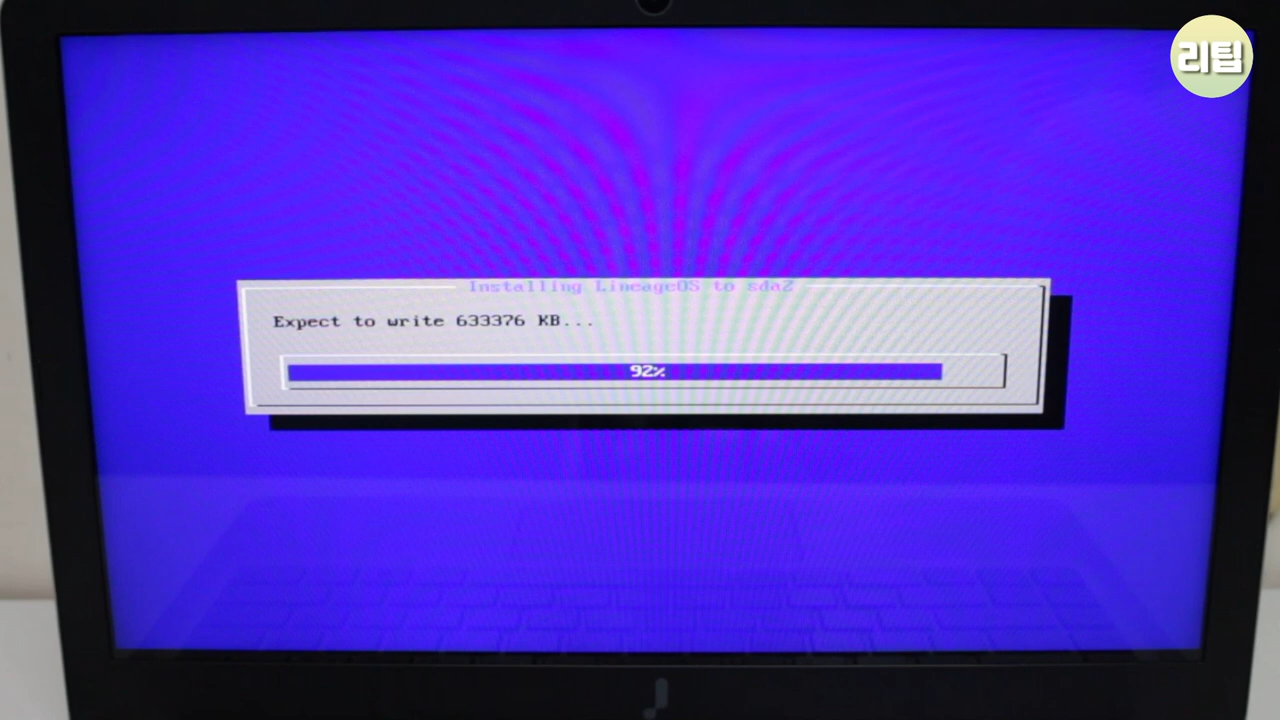 리팁
Installing LineageOS to sda2
Expect to write 633376 KB...
92%